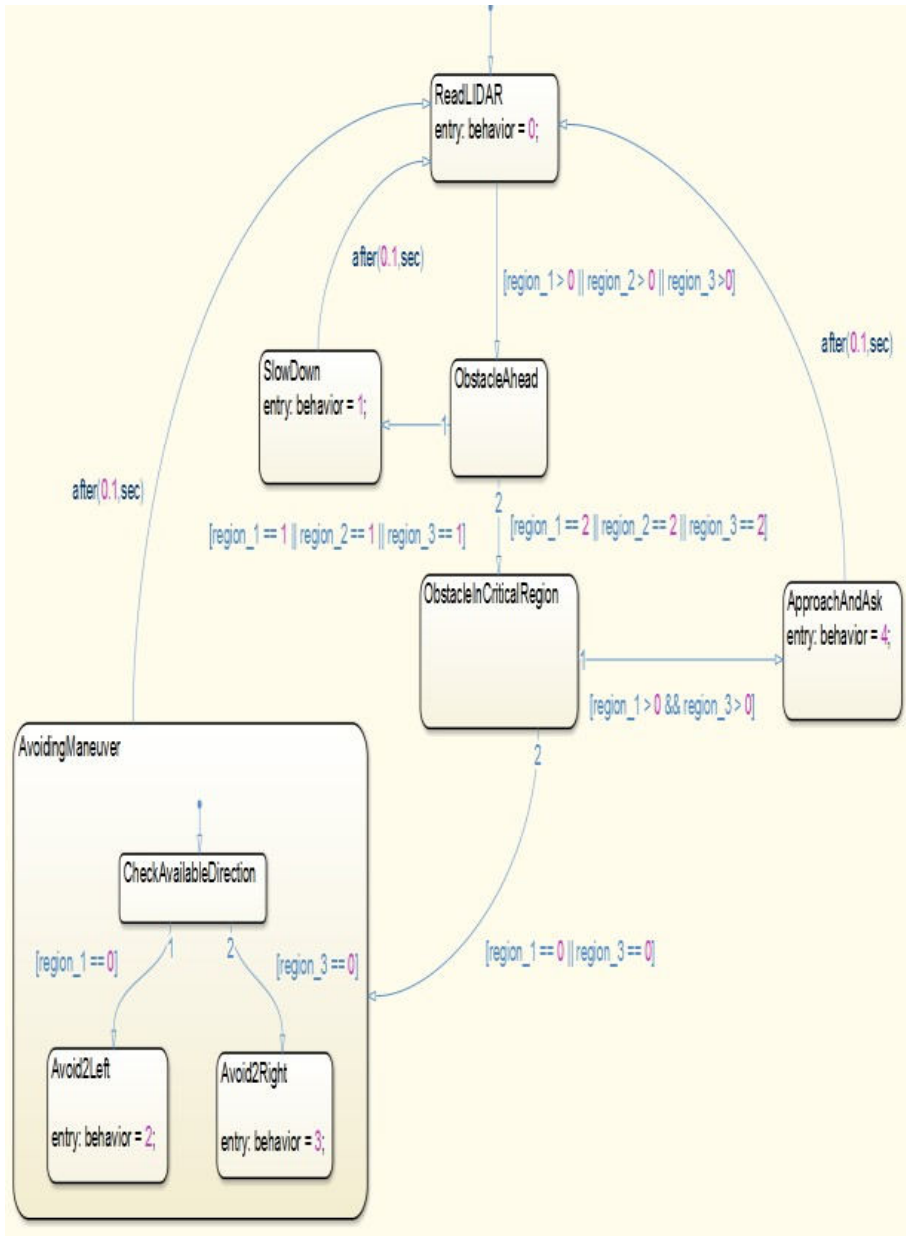 ReadLIDAR
entry: behavior = 0;
after(0.1,sec)
[region_1 > 0 || region_2 > 0 || region_3 >0]
after(0.1,sec)
SlowDown
entry: behavior = 1;
ObstacleAhead
1
after(0.1,sec)
2
[region_1 == 1 || region_2 == 1 || region_3 == 1]
[region_1 == 2 || region_2 == 2 || region_3 == 2]
ObstacleInCriticalRegion
ApproachAndAsk
entry: behavior = 4;
1
[region_1 > 0 && region_3 > 0]
AvoidingManeuver
2
CheckAvailableDirection
1
2
[region_1 == 0]
[region_3 == 0]
[region_1 == 0 || region_3 == 0]
Avoid2Left
entry: behavior = 2;
Avoid2Right
entry: behavior = 3;